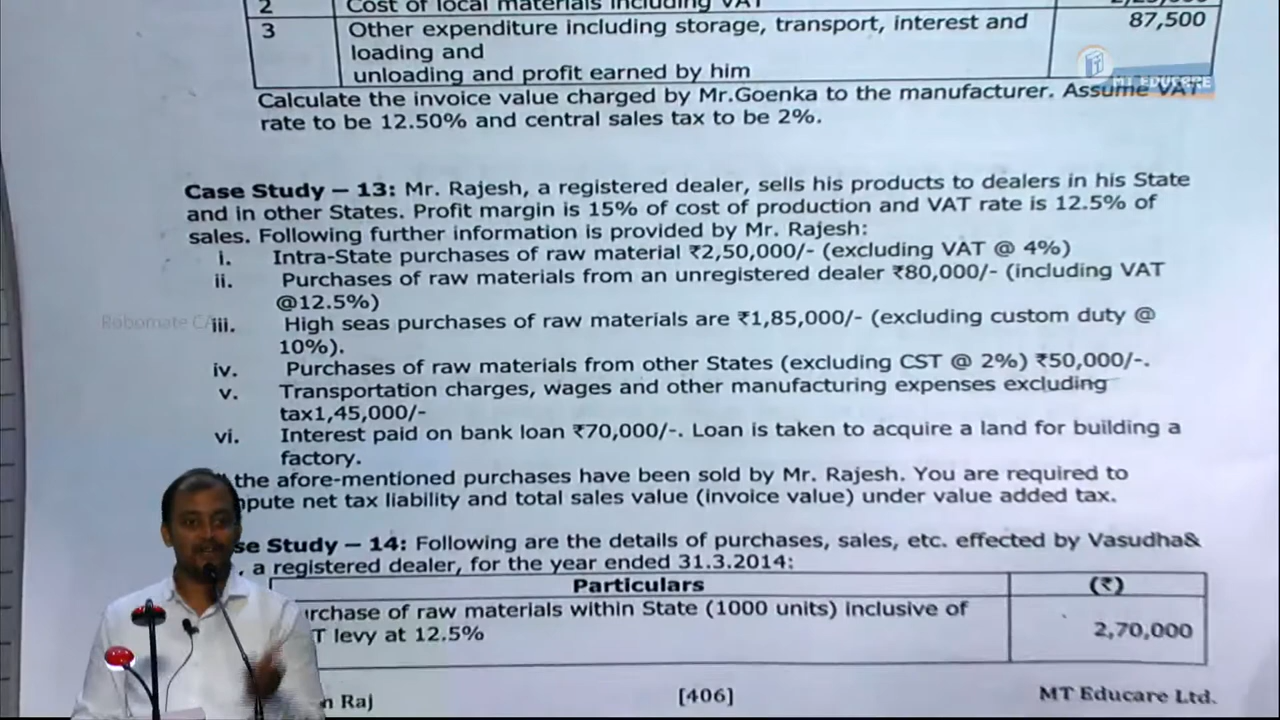 2 Cost of local materials including VAT
3 Other expenditure including storage, transport, interest and 87,500
loading and
unloading and profit earned by him
MT EDUCARE
Calculate the invoice value charged by Mr.Goenka to the manufacturer. Assume VAT
rate to be 12.50% and central sales tax to be 2%.
Case Study – 13: Mr. Rajesh, a registered dealer, sells his products to dealers in his State
and in other States. Profit margin is 15% of cost of production and VAT rate is 12.5% of
sales. Following further information is provided by Mr. Rajesh:
i. Intra-State purchases of raw material ₹2,50,000/- (excluding VAT @ 4%)
ii. Purchases of raw materials from an unregistered dealer ₹80,000/- (including VAT
@12.5%)
Robomate CA
iii. High seas purchases of raw materials are ₹1,85,000/- (excluding custom duty @
10%).
iv. Purchases of raw materials from other States (excluding CST @ 2%) ₹50,000/-.
v. Transportation charges, wages and other manufacturing expenses excluding
tax1,45,000/-
vi. Interest paid on bank loan ₹70,000/-. Loan is taken to acquire a land for building a
factory.
the afore-mentioned purchases have been sold by Mr. Rajesh. You are required to
pute net tax liability and total sales value (invoice value) under value added tax.
se Study – 14: Following are the details of purchases, sales, etc. effected by Vasudha&
, a registered dealer, for the year ended 31.3.2014:
Particulars (₹)
urchase of raw materials within State (1000 units) inclusive of
T levy at 12.5% 2,70,000
n Raj [406] MT Educare Ltd.